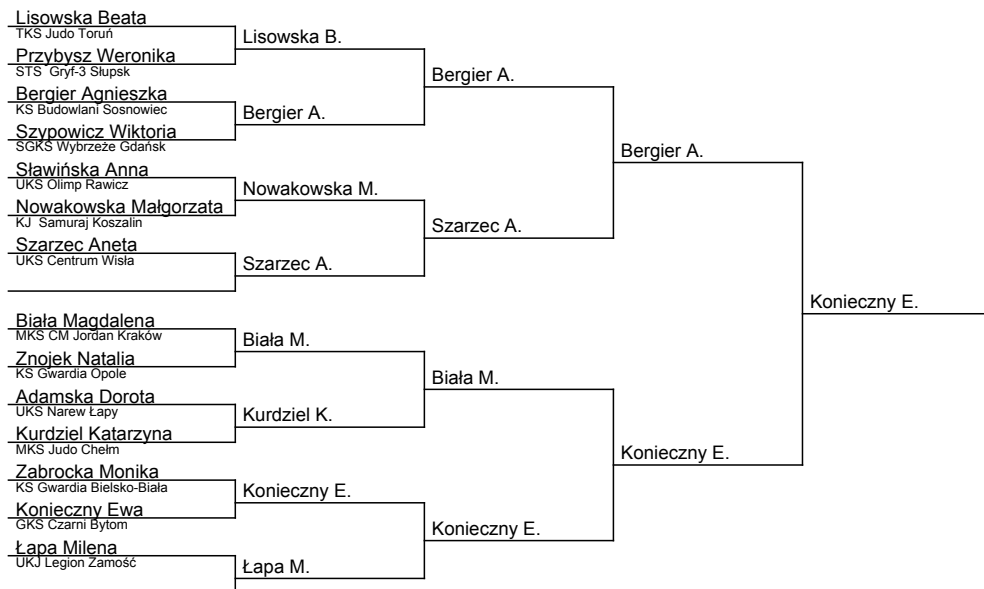 Lisowska Beata
TKS Judo Toruń
Przybysz Weronika
STS Gryf-3 Słupsk
Bergier Agnieszka
KS Budowlani Sosnowiec
Szypowicz Wiktoria
SGKS Wybrzeże Gdańsk
Sławińska Anna
UKS Olimp Rawicz
Nowakowska Małgorzata
KJ Samuraj Koszalin
Szarzec Aneta
UKS Centrum Wisła
Biała Magdalena
MKS CM Jordan Kraków
Znojek Natalia
KS Gwardia Opole
Adamska Dorota
UKS Narew Łapy
Kurdziel Katarzyna
MKS Judo Chełm
Zabrocka Monika
KS Gwardia Bielsko-Biała
Konieczny Ewa
GKS Czarni Bytom
Łapa Milena
UKJ Legion Zamość
Lisowska B.
Bergier A.
Nowakowska M.
Szarzec A.
Biała M.
Kurdziel K.
Konieczny E.
Łapa M.
Bergier A.
Szarzec A.
Biała M.
Konieczny E.
Bergier A.
Konieczny E.
Konieczny E.